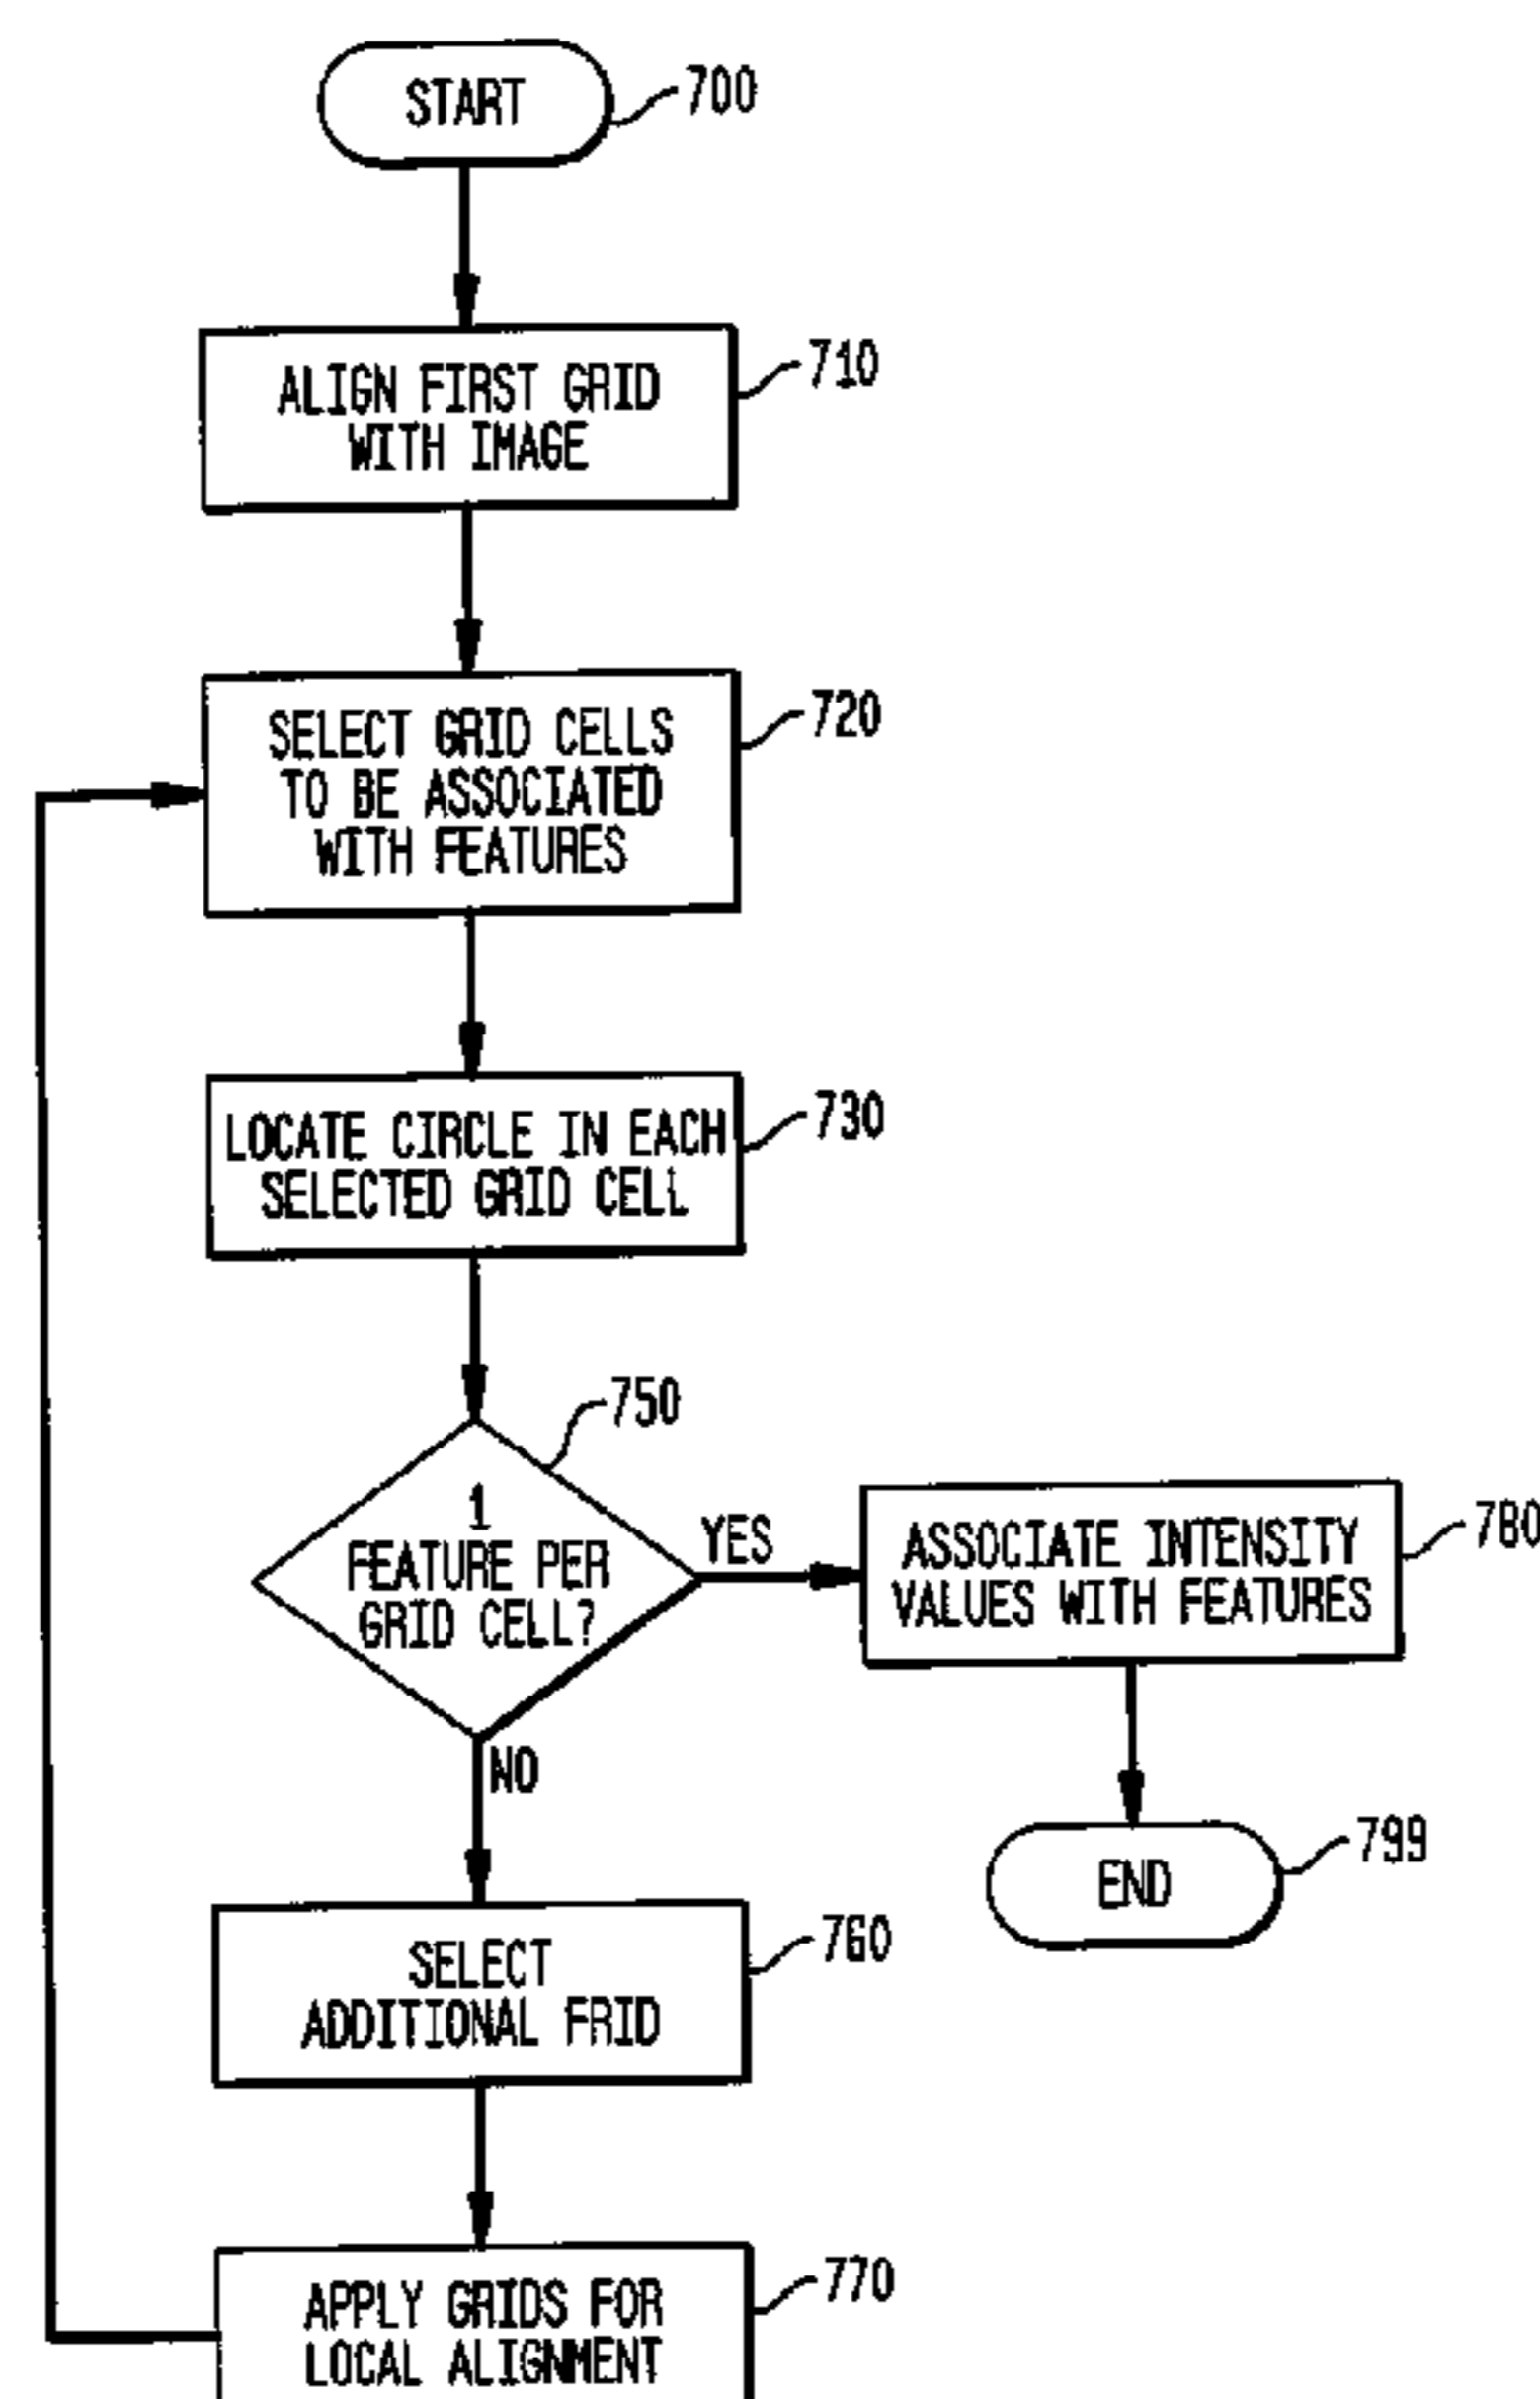 START
700
ALIGN FIRST GRID
WITH IMAGE
710
SELECT GRID CELLS
TO BE ASSOCIATED
WITH FEATURES
720
LOCATE CIRCLE IN EACH
SELECTED GRID CELL
730
750
1
FEATURE PER
GRID CELL?
YES
ASSOCIATE INTENSITY
VALUES WITH FEATURES
780
NO
END
799
SELECT
ADDITIONAL FRID
760
APPLY GRIDS FOR
LOCAL ALIGNMENT
770